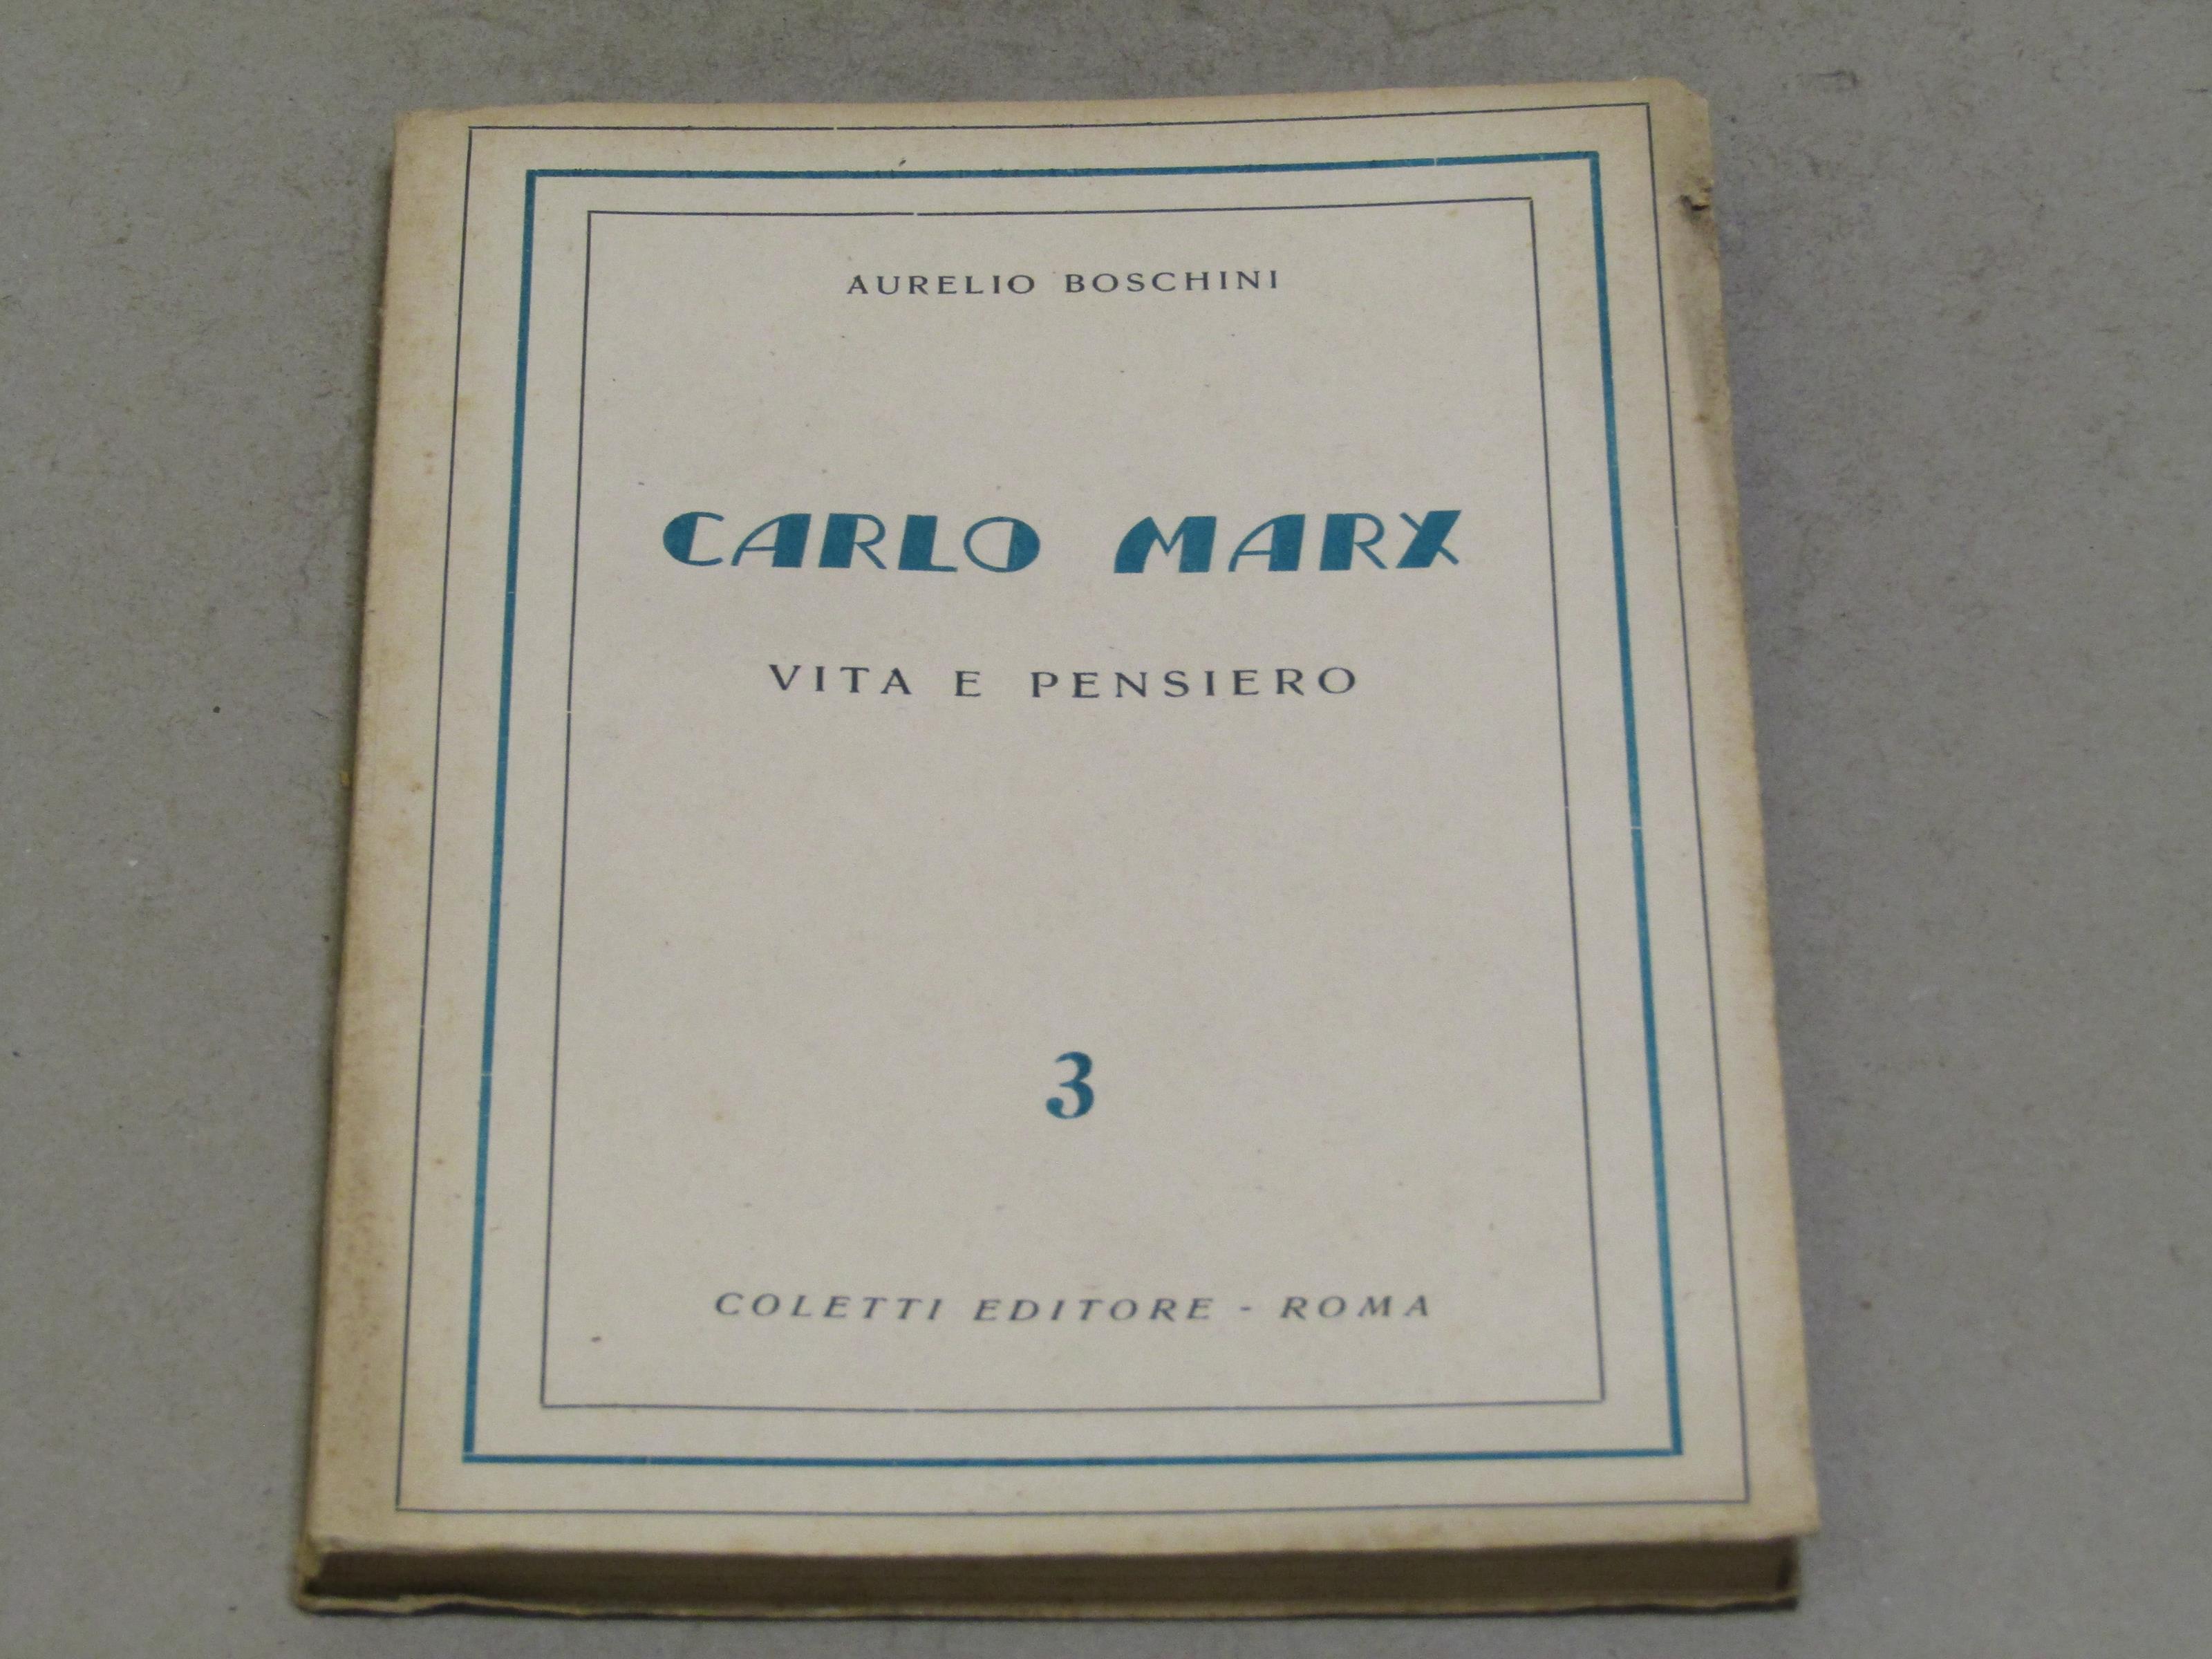 AURELIO BOSCHINI
CARLO MARX
VITA E PENSIERO
3
COLETTI EDITORE - ROMA